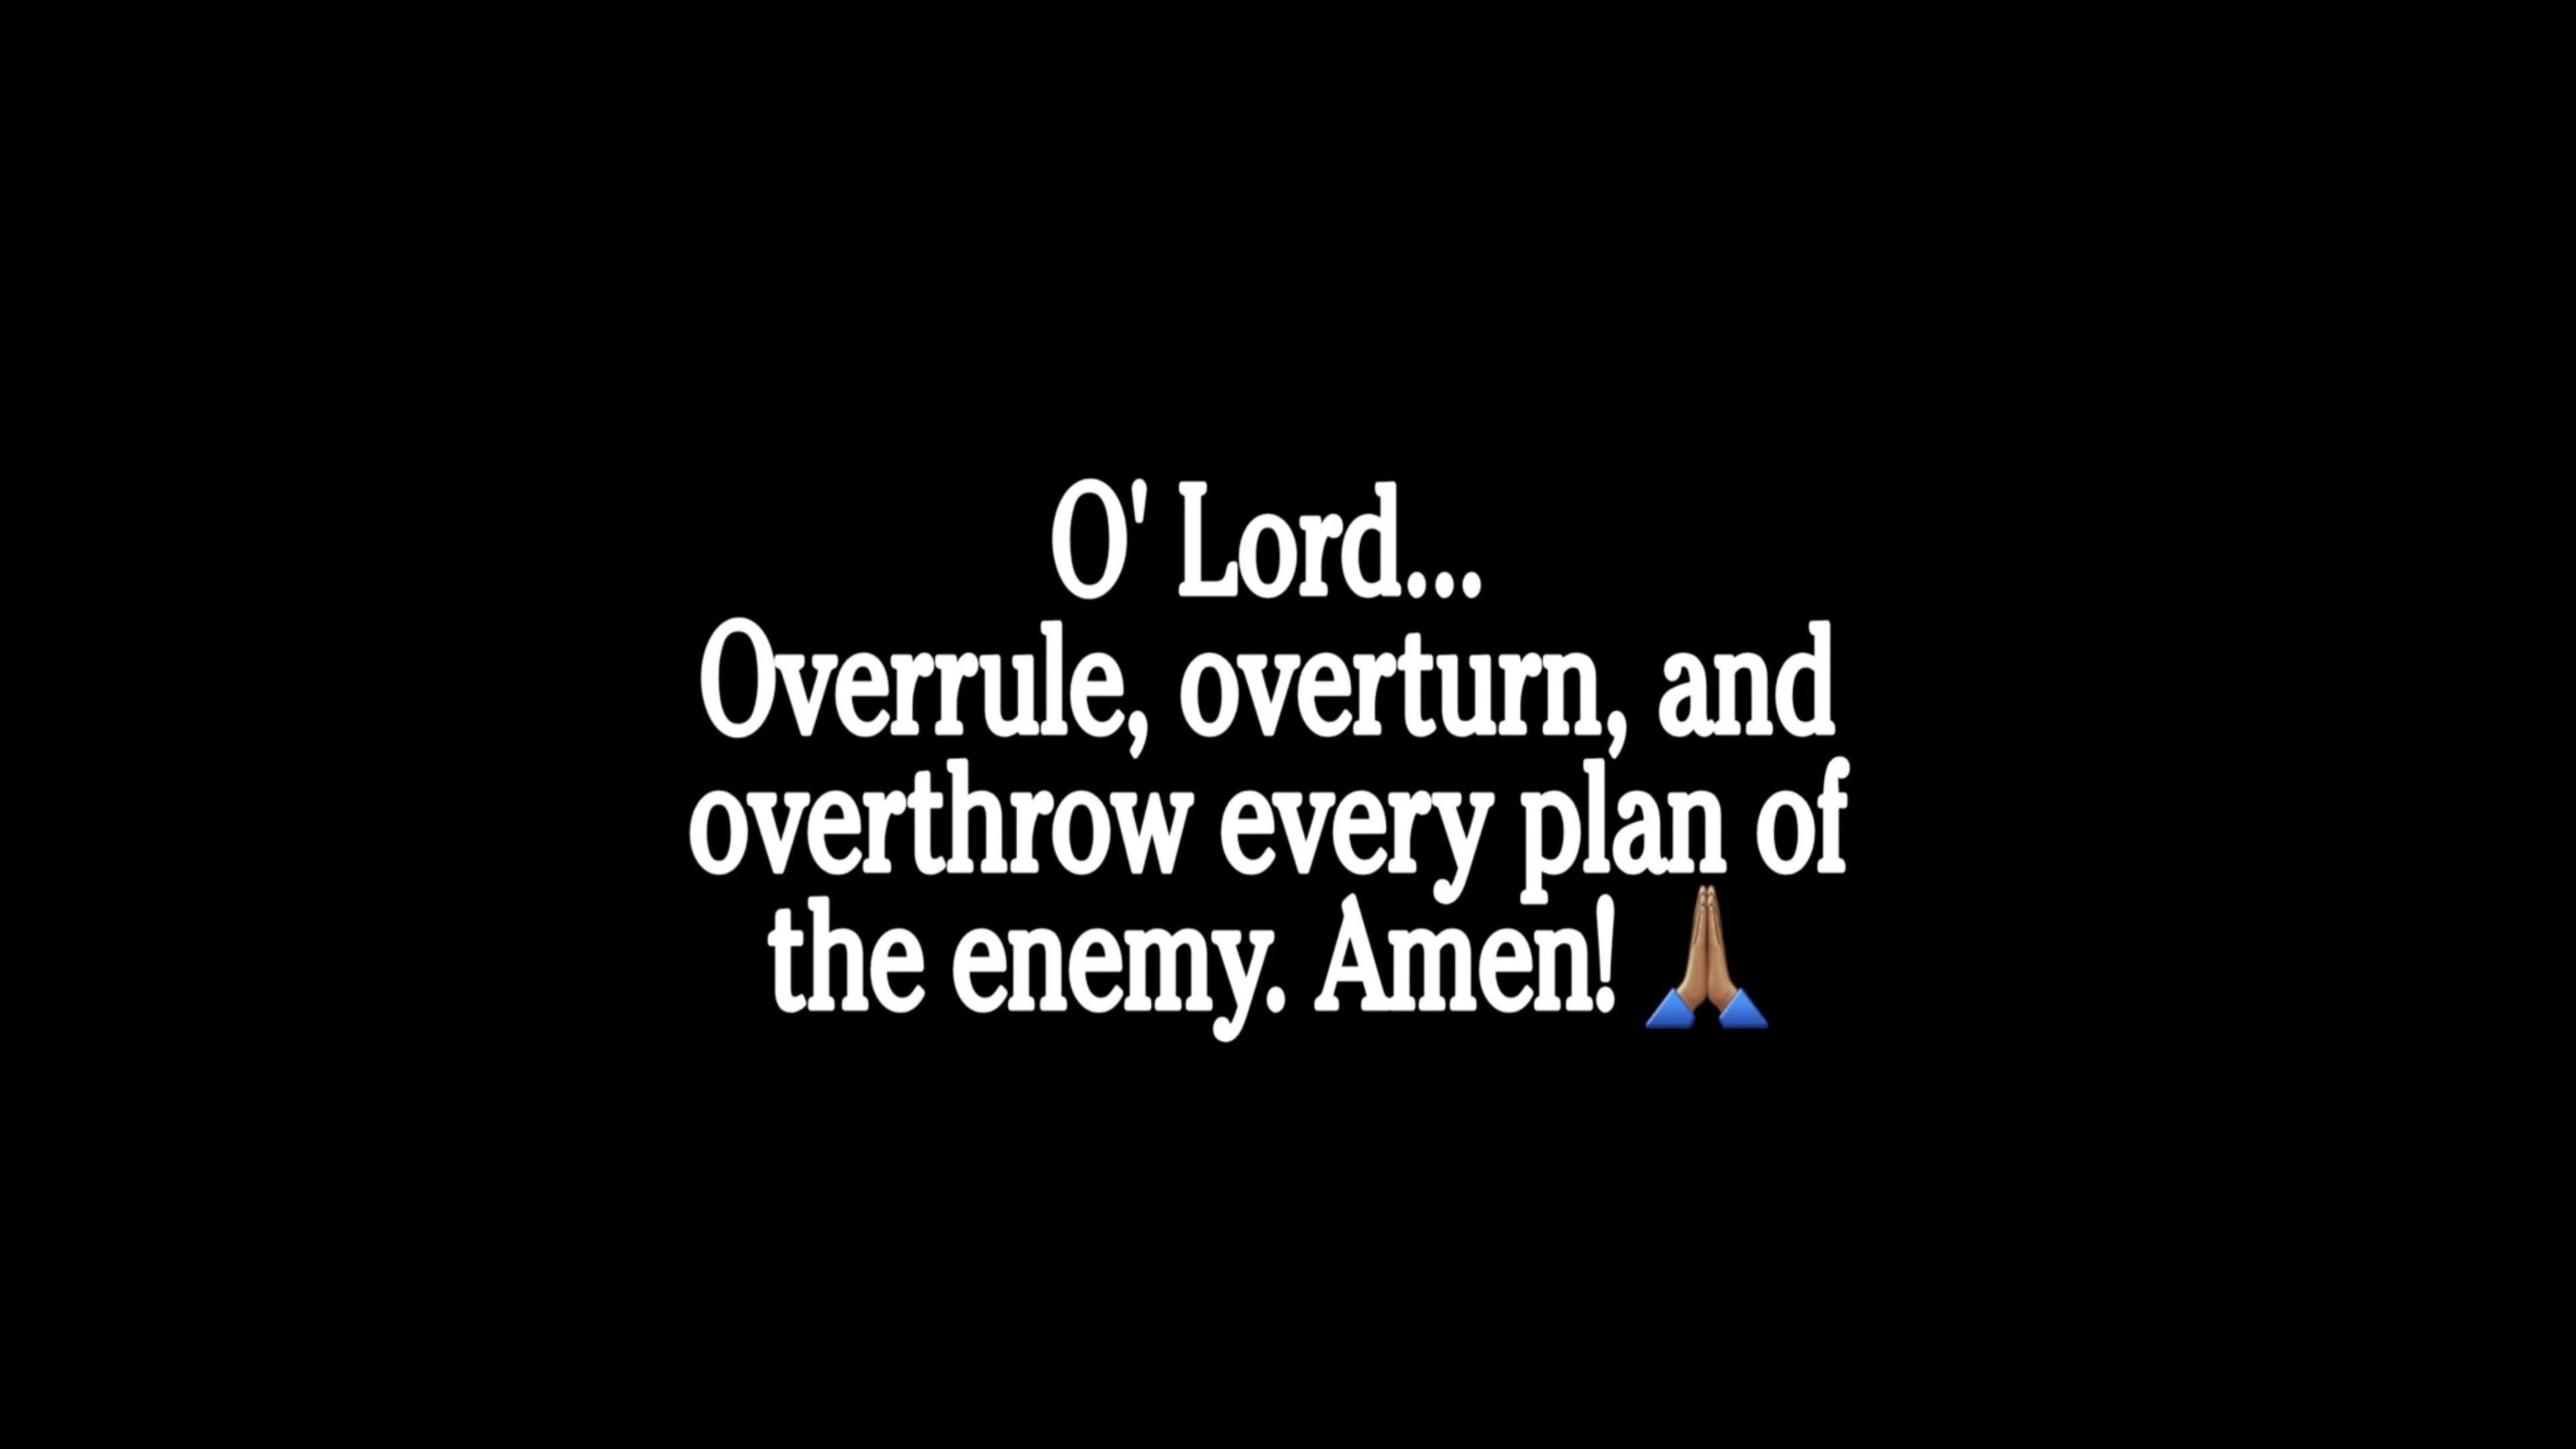 O' Lord...
Overrule, overturn, and
overthrow every plan of
the enemy. Amen! 🙏🏽